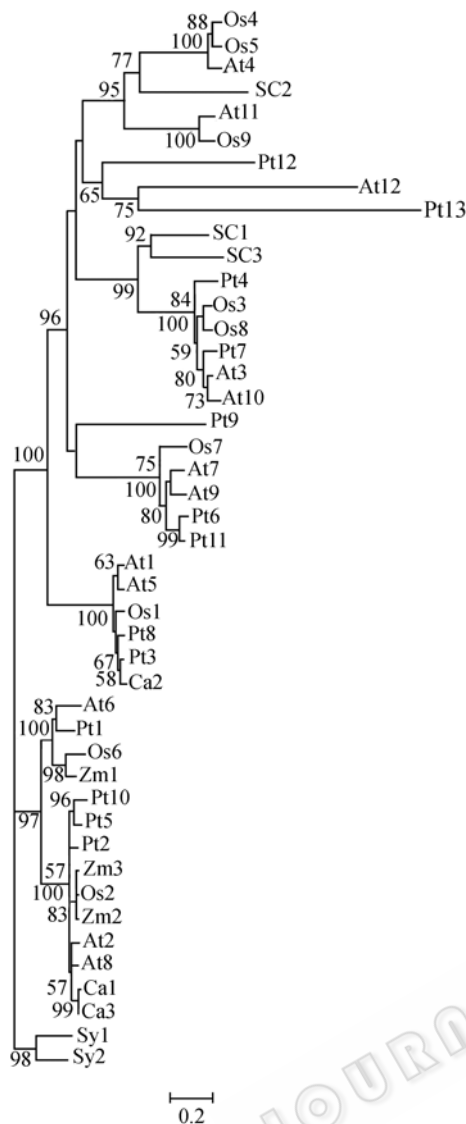 88 Os4
100 Os5
77 At4
95 SC2
At11
100 Os9
Pt12
65 At12
75 Pt13
92 SC1
SC3
99 Pt4
84 Os3
100 Os8
96
59 Pt7
80 At3
73 At10
Pt9
100 75 Os7
100 At7
At9
80 Pt6
99 Pt11
63 At1
At5
100 Os1
Pt8
67 Pt3
58 Ca2
83 At6
100 Pt1
Os6
98 Zm1
97 96 Pt10
Pt5
Pt2
57 Zm3
100 Os2
83 Zm2
At2
At8
57 Ca1
99 Ca3
Sy1
98 Sy2
0.2
JOURN